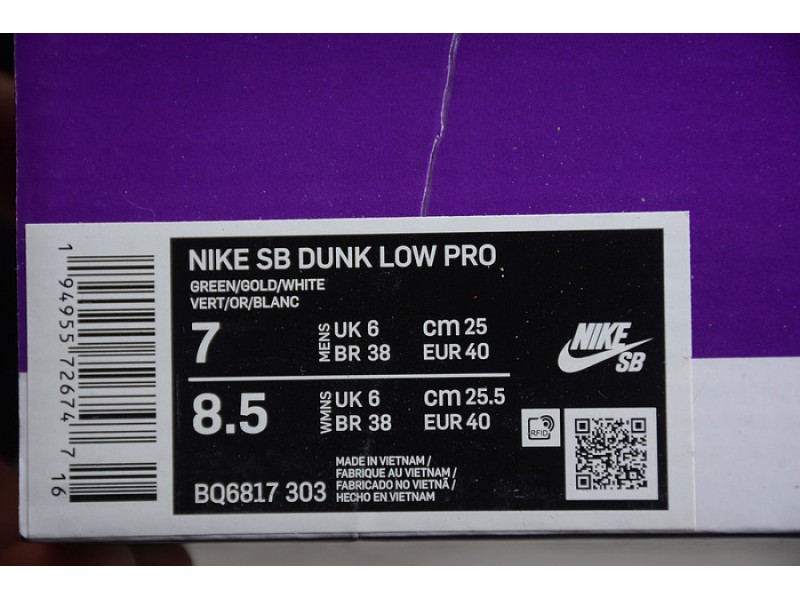 NIKE SB DUNK LOW PRO
GREEN/GOLD/WHITE
VERT/OR/BLANC
7
MENS
UK 6
cm 25
BR 38
EUR 40
8.5
WMNS
UK 6
cm 25.5
BR 38
EUR 40
NIKE
SB
RFID
BQ6817 303
MADE IN VIETNAM /
FABRIQUE AU VIETNAM /
FABRICADO NO VIETNÃ /
HECHO EN VIETNAM
1 94955 72674 7 16